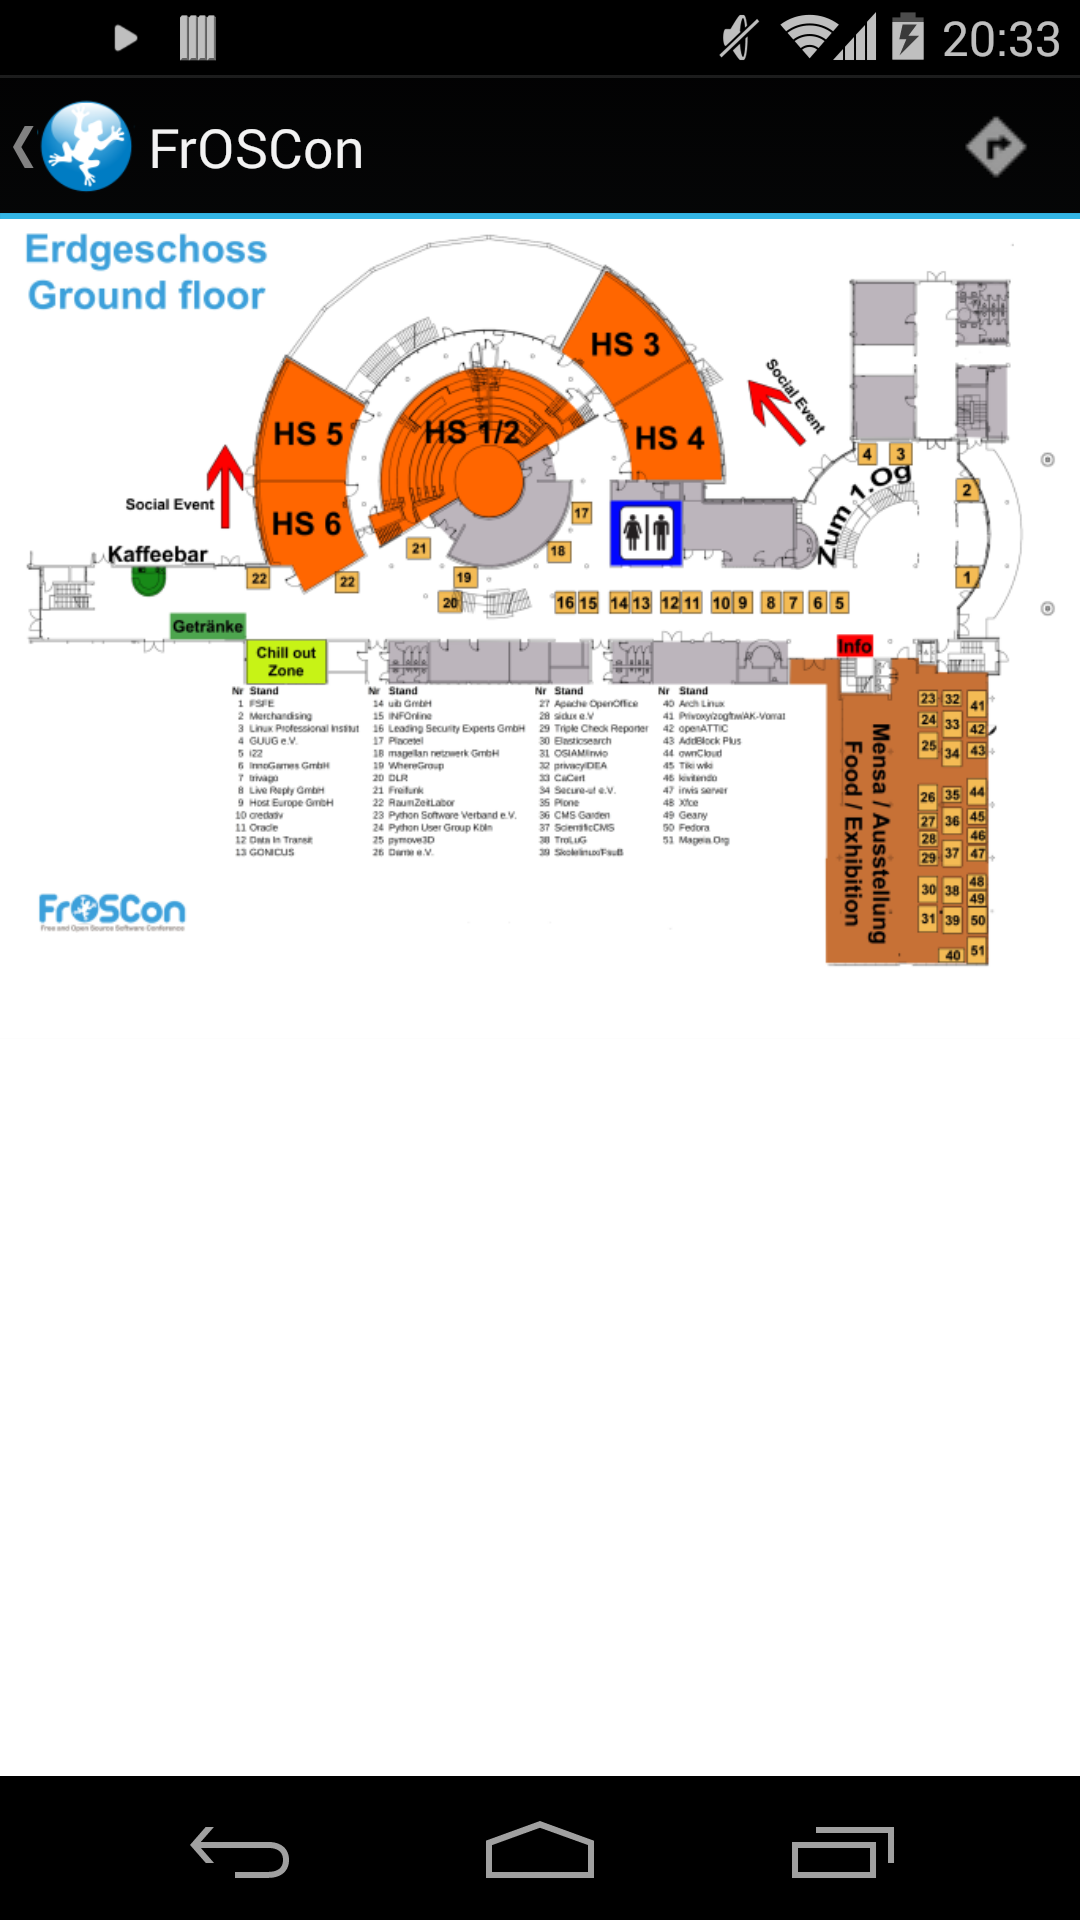 20:33
FrOSCon
Erdgeschoss
Ground floor
HS 3
HS 5
HS 1/2
HS 4
HS 6
Social Event
Social Event
4
3
2
1
Zum 1.Og
17
18
21
19
20
22
22
Kaffeebar
Getränke
Chill out
Zone
16 15 14 13 12 11 10 9 8 7 6 5
Info
Nr Stand
1 FSFE
2 Merchandising
3 Linux Professional Institut
4 GUUG e.V.
5 i22
6 InnoGames GmbH
7 trivago
8 Live Reply GmbH
9 Host Europe GmbH
10 credativ
11 Oracle
12 Data In Transit
13 GONICUS
Nr Stand
14 uib GmbH
15 INFOnline
16 Leading Security Experts GmbH
17 Placetel
18 magellan netzwerk GmbH
19 WhereGroup
20 DLR
21 Freifunk
22 RaumZeitLabor
23 Python Software Verband e.V.
24 Python User Group Köln
25 pymove3D
26 Dante e.V.
Nr Stand
27 Apache OpenOffice
28 sidux e.V
29 Triple Check Reporter
30 Elasticsearch
31 OSIAM/invio
32 privacyIDEA
33 CaCert
34 Secure-u! e.V.
35 Plone
36 CMS Garden
37 ScientificCMS
38 TroLUG
39 Skolelinux/FsuB
Nr Stand
40 Arch Linux
41 Privoxy/zogftw/AK-Vorrat
42 openATTIC
43 AddBlock Plus
44 ownCloud
45 Tiki wiki
46 kivitendo
47 invis server
48 Xfce
49 Geany
50 Fedora
51 Mageia.Org
Mensa / Ausstellung
Food / Exhibition
23 32 41
24 33 42
25 34 43
26 35 44
27 36 45
28 46
29 37 47
30 38 48
49
31 39 50
40 51
FrOSCon
Free and Open Source Software Conference